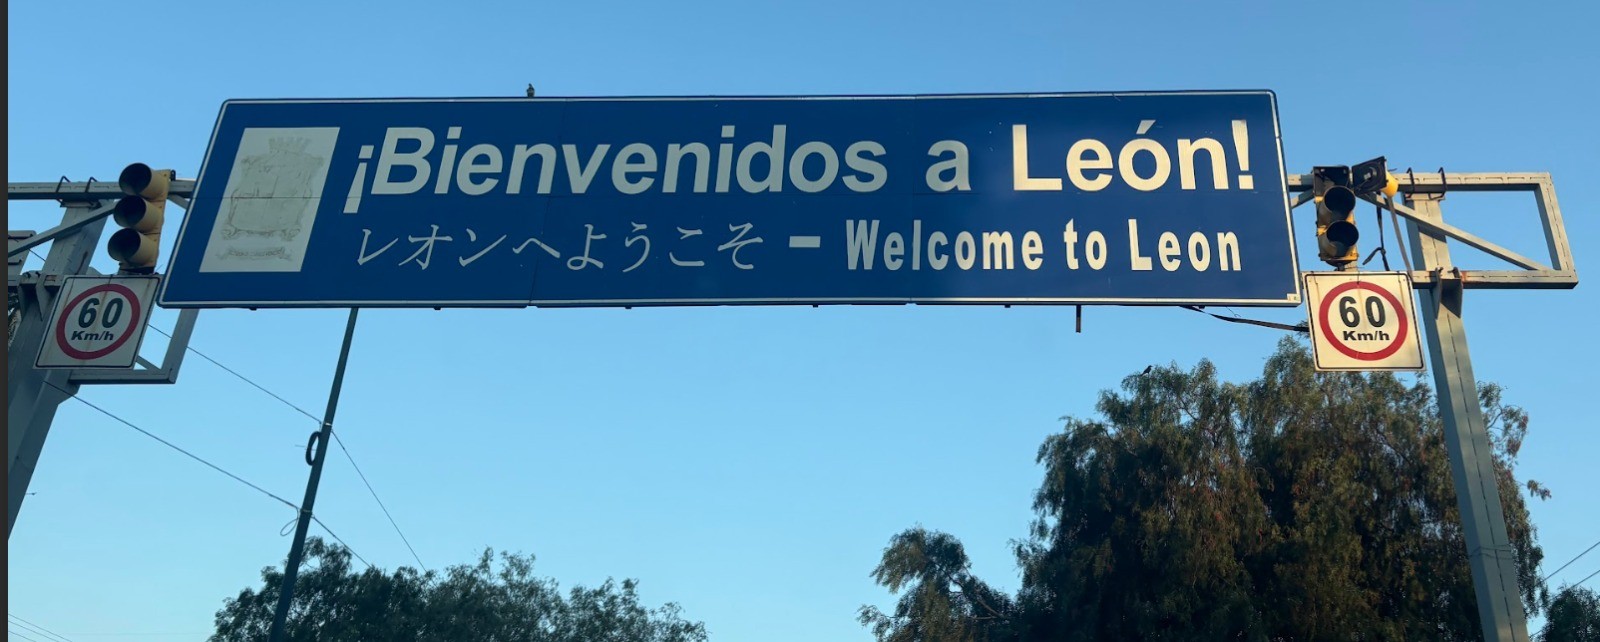 ¡Bienvenidos a León!
レオンへようこそ - Welcome to Leon
60
Km/h
60
Km/h